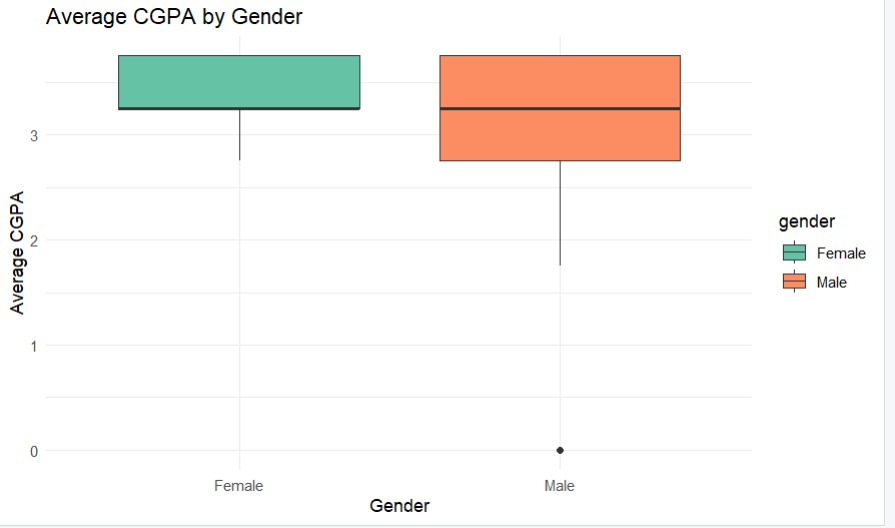 Average CGPA by Gender
Average CGPA
3
2
1
0
Female
Male
Gender
gender
Female
Male